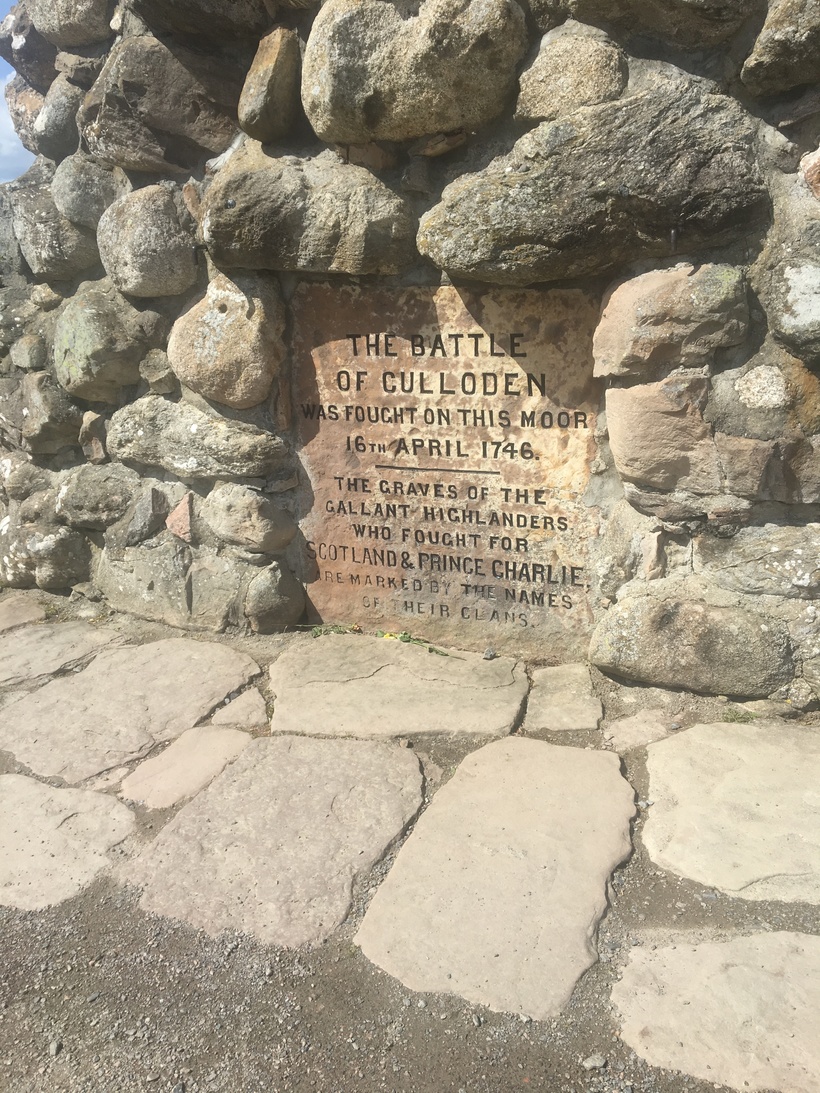 THE BATTLE
OF CULLODEN
WAS FOUGHT ON THIS MOOR
16TH APRIL 1746.
THE GRAVES OF THE
GALLANT HIGHLANDERS
WHO FOUGHT FOR
SCOTLAND & PRINCE CHARLIE,
ARE MARKED BY THE NAMES
OF THEIR CLANS.